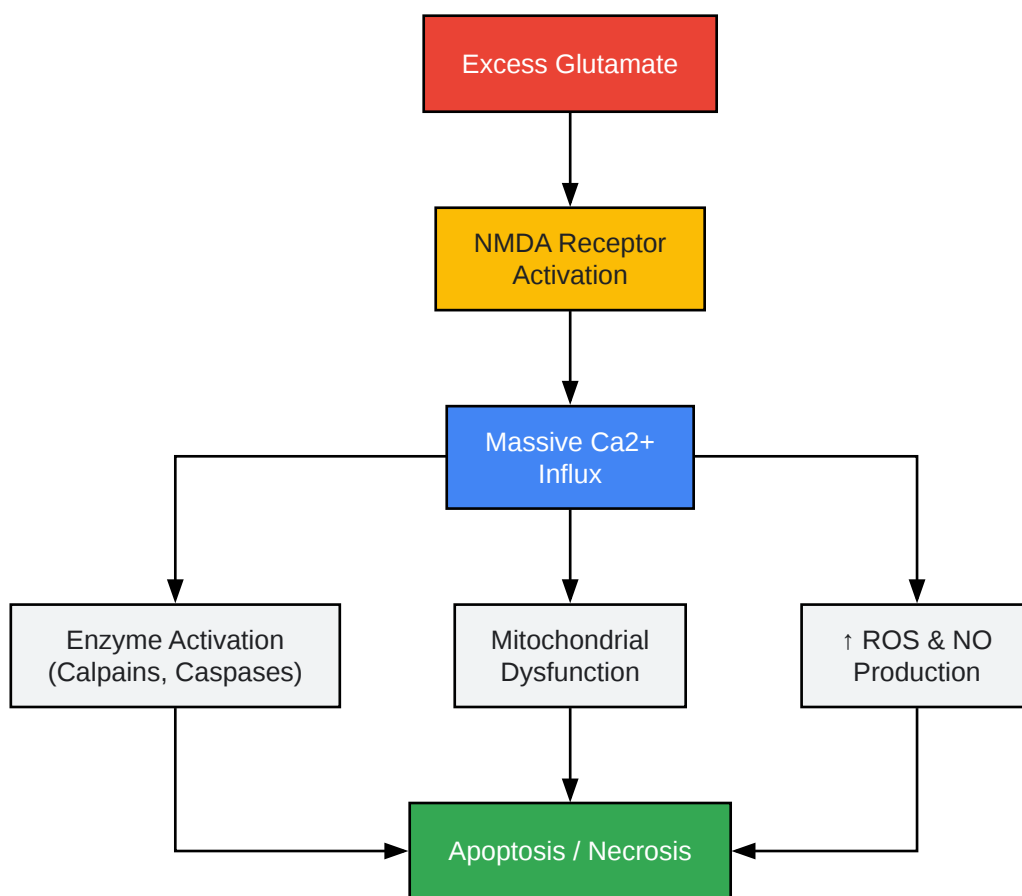 Excess Glutamate
NMDA Receptor
Activation
Massive Ca2+
Influx
Enzyme Activation
(Calpains, Caspases)
Mitochondrial
Dysfunction
↑ ROS & NO
Production
Apoptosis / Necrosis